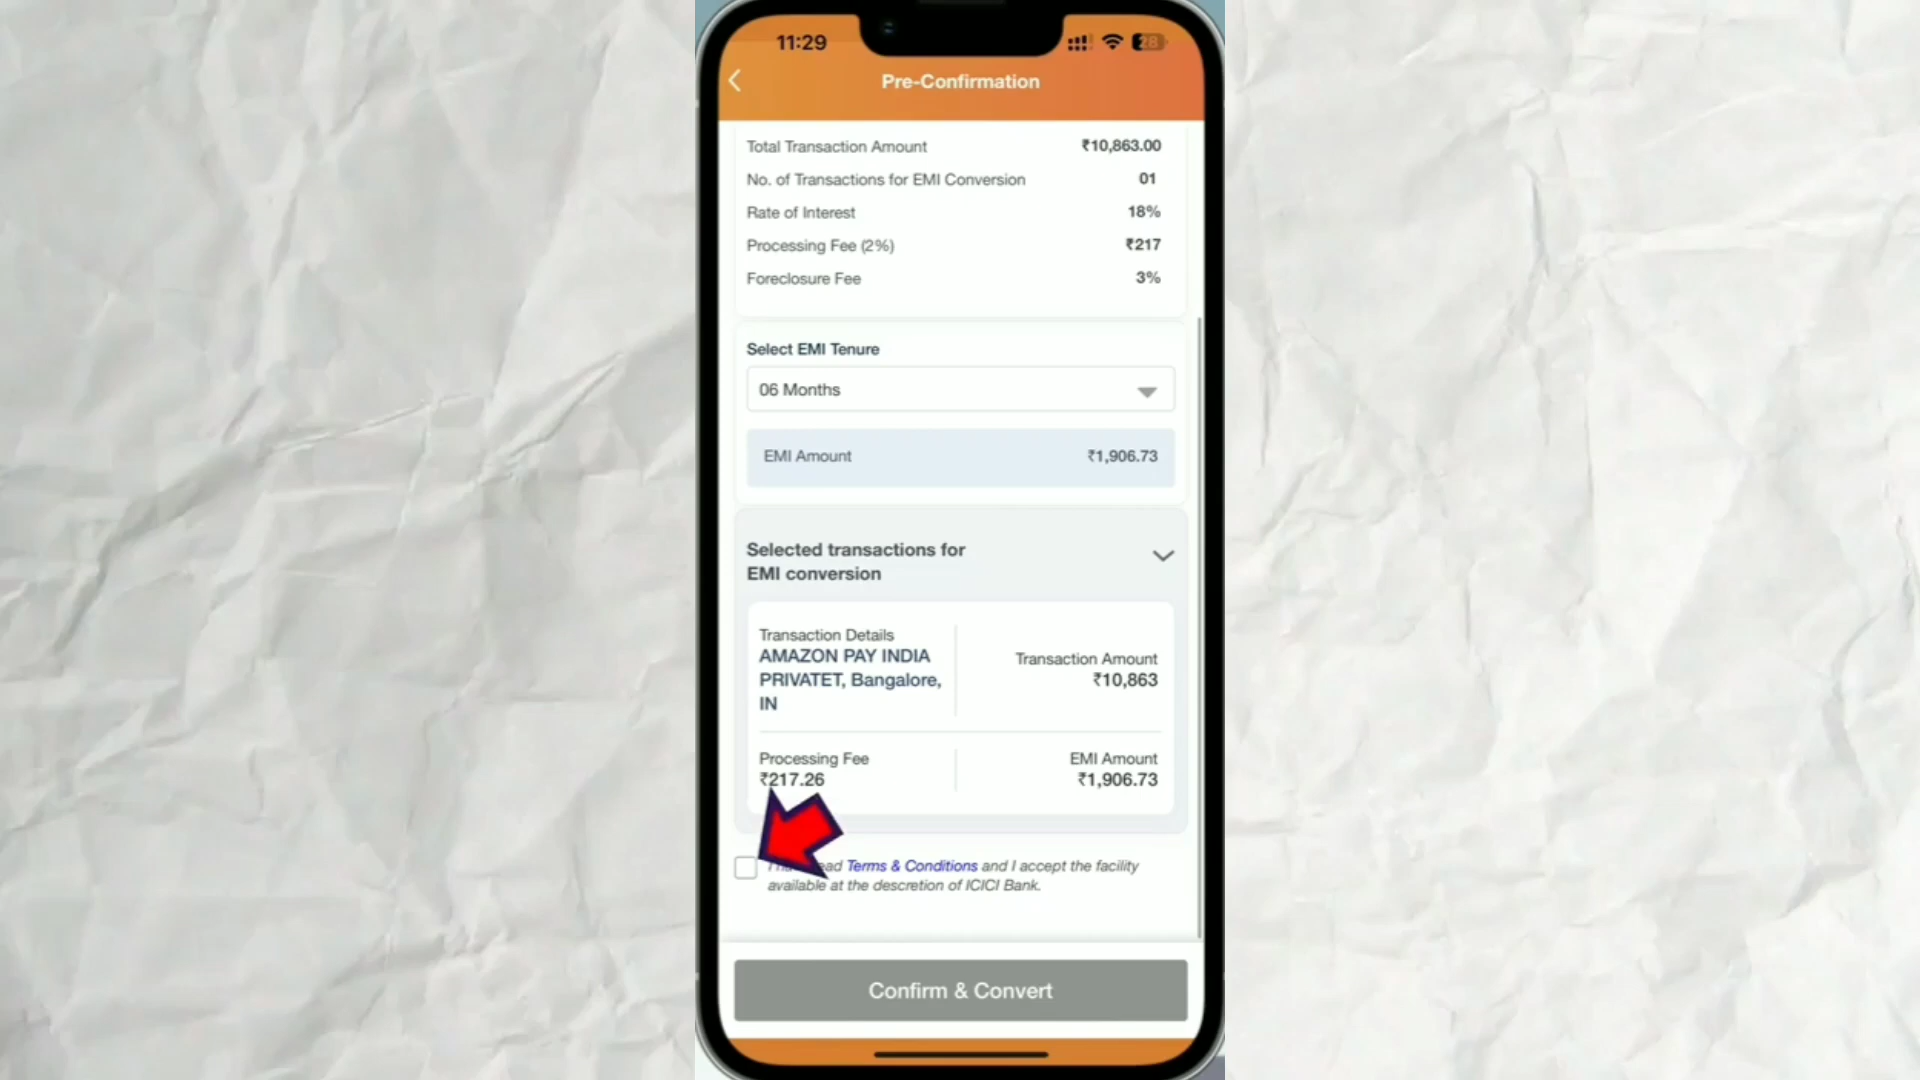 11:29
28
Pre-Confirmation
Total Transaction Amount ₹10,863.00
No. of Transactions for EMI Conversion 01
Rate of Interest 18%
Processing Fee (2%) ₹217
Foreclosure Fee 3%
Select EMI Tenure
06 Months
EMI Amount ₹1,906.73
Selected transactions for
EMI conversion
Transaction Details
AMAZON PAY INDIA
PRIVATET, Bangalore,
IN
Transaction Amount
₹10,863
Processing Fee
₹217.26
EMI Amount
₹1,906.73
Terms & Conditions and I accept the facility
available at the descretion of ICICI Bank.
Confirm & Convert